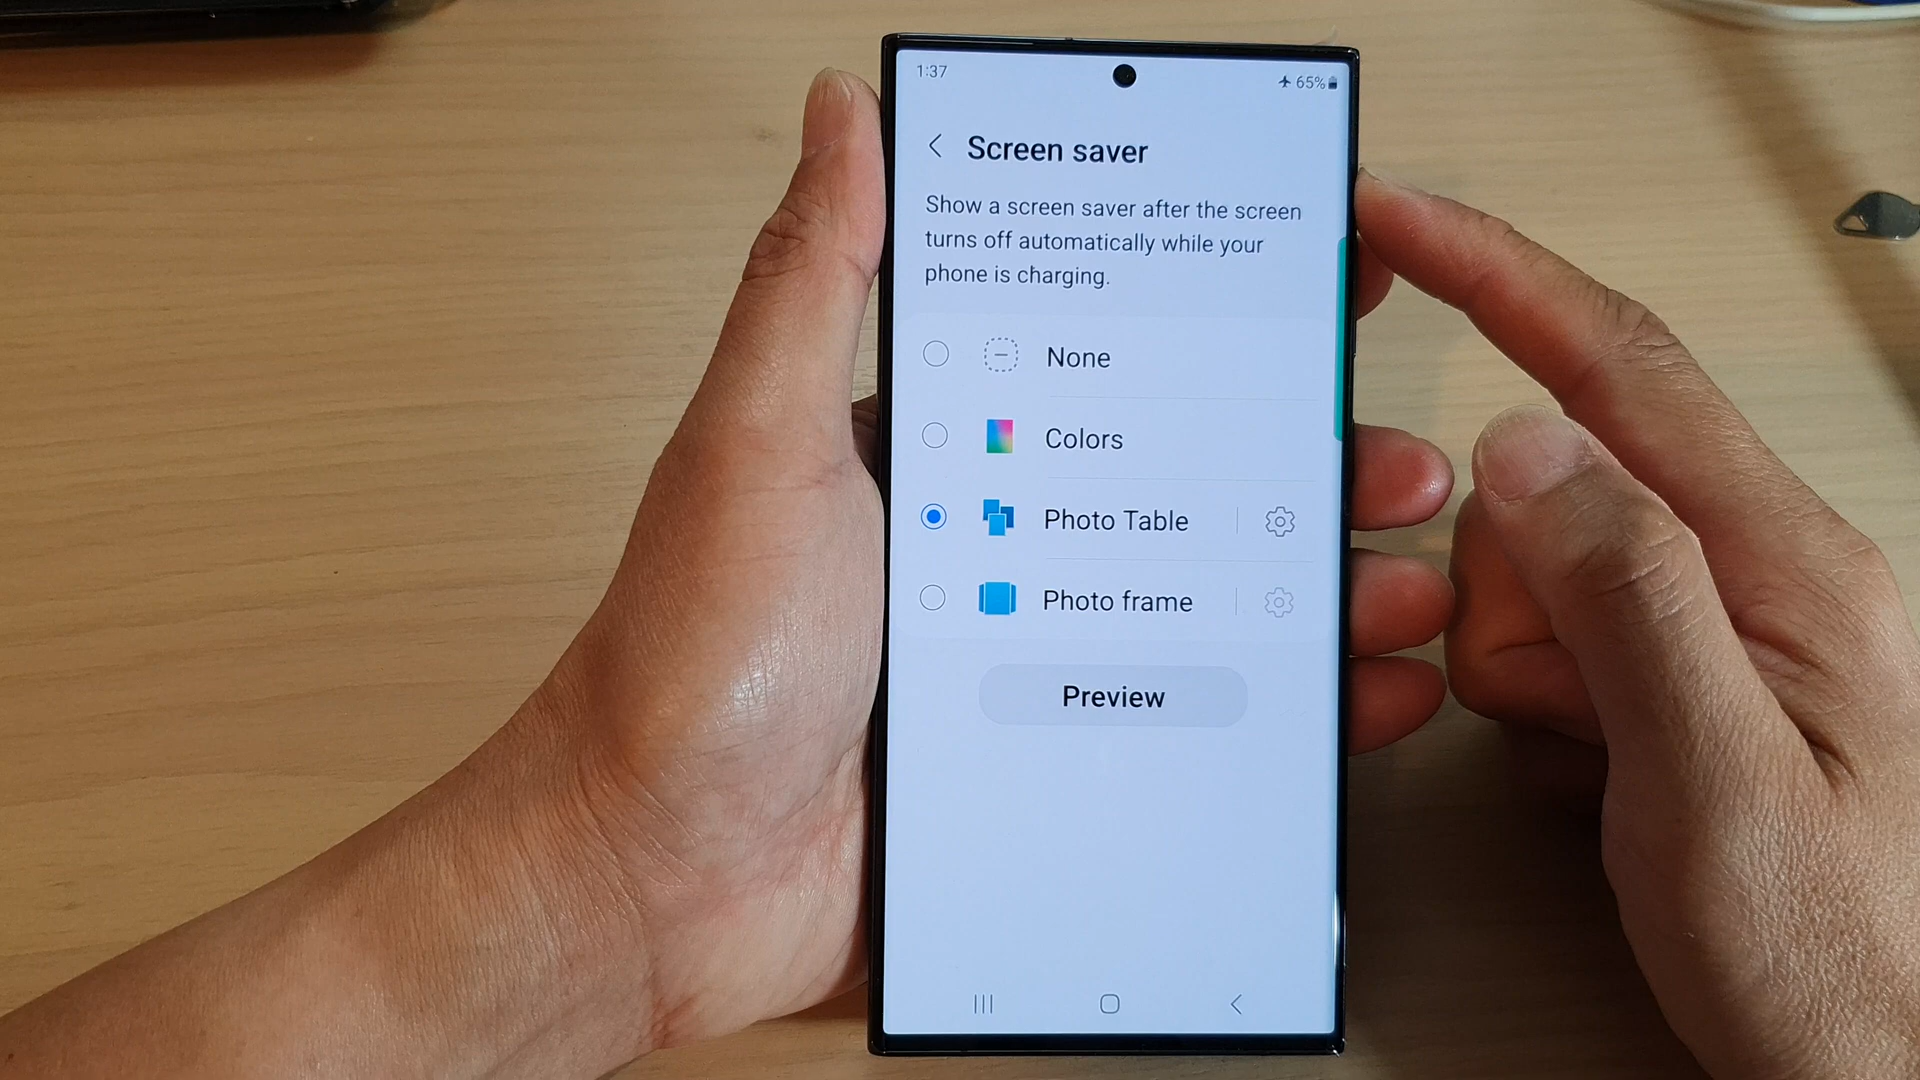 1:37
65%
Screen saver
Show a screen saver after the screen
turns off automatically while your
phone is charging.
None
Colors
Photo Table
Photo frame
Preview